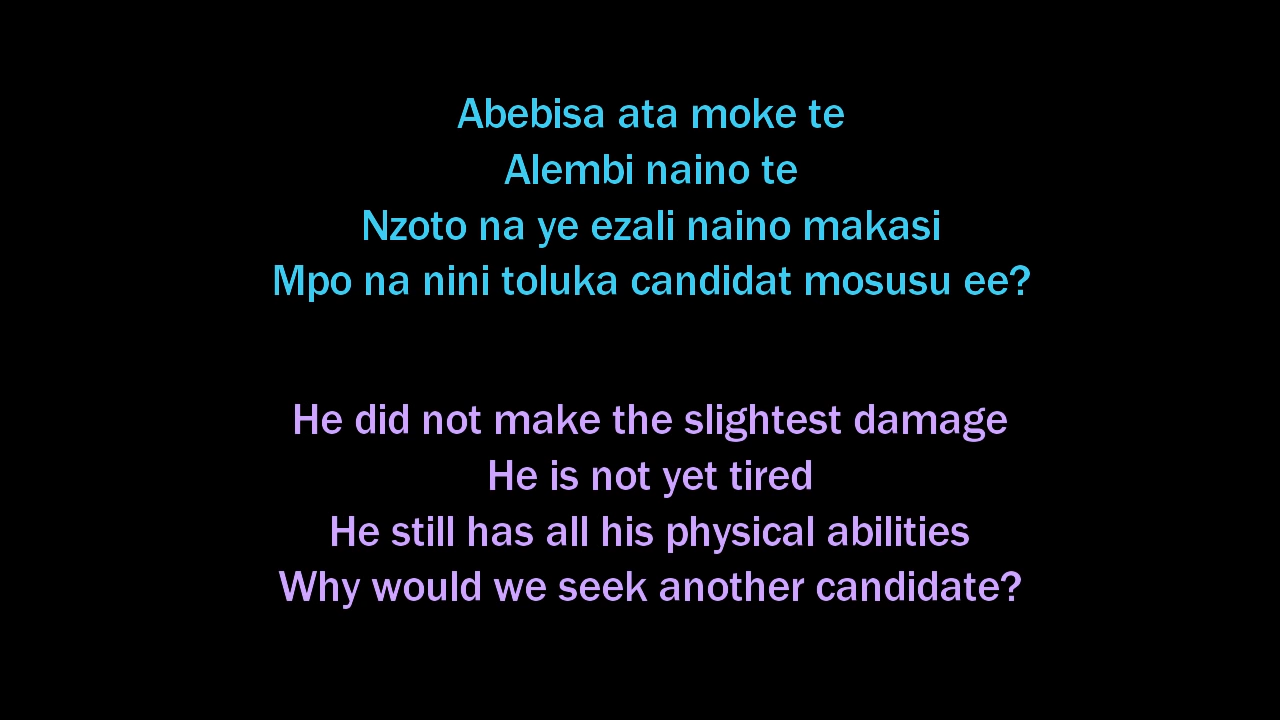 Abebisa ata moke te
Alembi naino te
Nzoto na ye ezali naino makasi
Mpo na nini toluka candidat mosusu ee?
He did not make the slightest damage
He is not yet tired
He still has all his physical abilities
Why would we seek another candidate?